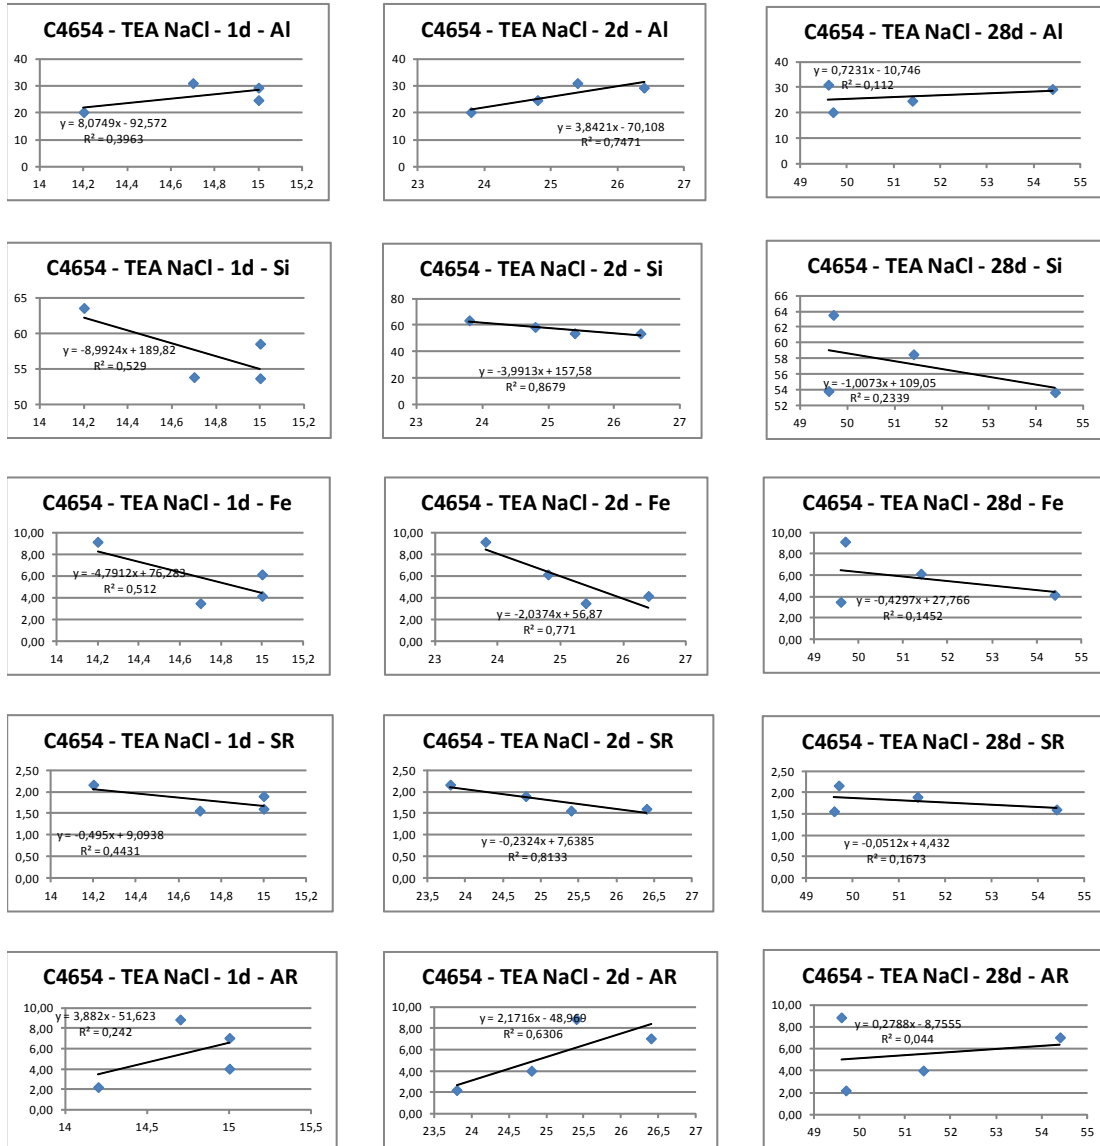 C4654 - TEA NaCl - 1d - Al
40
30
20
10
0
y = 8,0749x - 92,572
R² = 0,3963
14 14,2 14,4 14,6 14,8 15 15,2
C4654 - TEA NaCl - 2d - Al
40
30
20
10
0
y = 3,8421x - 70,108
R² = 0,7471
23 24 25 26 27
C4654 - TEA NaCl - 28d - Al
40
30
20
10
0
y = 0,7231x - 10,746
R² = 0,112
49 50 51 52 53 54 55
C4654 - TEA NaCl - 1d - Si
65
60
55
50
y = -8,9924x + 189,82
R² = 0,529
14 14,2 14,4 14,6 14,8 15 15,2
C4654 - TEA NaCl - 2d - Si
80
60
40
20
0
y = -3,9913x + 157,58
R² = 0,8679
23 24 25 26 27
C4654 - TEA NaCl - 28d - Si
66
64
62
60
58
56
54
52
y = -1,0073x + 109,05
R² = 0,2339
49 50 51 52 53 54 55
C4654 - TEA NaCl - 1d - Fe
10,00
8,00
6,00
4,00
2,00
0,00
y = -4,7912x + 76,283
R² = 0,512
14 14,2 14,4 14,6 14,8 15 15,2
C4654 - TEA NaCl - 2d - Fe
10,00
8,00
6,00
4,00
2,00
0,00
y = -2,0374x + 56,87
R² = 0,771
23 24 25 26 27
C4654 - TEA NaCl - 28d - Fe
10,00
8,00
6,00
4,00
2,00
0,00
y = -0,4297x + 27,766
R² = 0,1452
49 50 51 52 53 54 55
C4654 - TEA NaCl - 1d - SR
2,50
2,00
1,50
1,00
0,50
0,00
y = -0,495x + 9,0938
R² = 0,4431
14 14,2 14,4 14,6 14,8 15 15,2
C4654 - TEA NaCl - 2d - SR
2,50
2,00
1,50
1,00
0,50
0,00
y = -0,2324x + 7,6385
R² = 0,8133
23,5 24 24,5 25 25,5 26 26,5
C4654 - TEA NaCl - 28d - SR
2,50
2,00
1,50
1,00
0,50
0,00
y = -0,0512x + 4,432
R² = 0,1673
49 50 51 52 53 54 55
C4654 - TEA NaCl - 1d - AR
10,00
8,00
6,00
4,00
2,00
0,00
y = 3,882x - 51,623
R² = 0,242
14 14,5 15 15,5
C4654 - TEA NaCl - 2d - AR
10,00
8,00
6,00
4,00
2,00
0,00
y = 2,1716x - 48,969
R² = 0,6306
23,5 24 24,5 25 25,5 26 26,5 27
C4654 - TEA NaCl - 28d - AR
10,00
8,00
6,00
4,00
2,00
0,00
y = 0,2788x - 8,7555
R² = 0,044
49 50 51 52 53 54 55